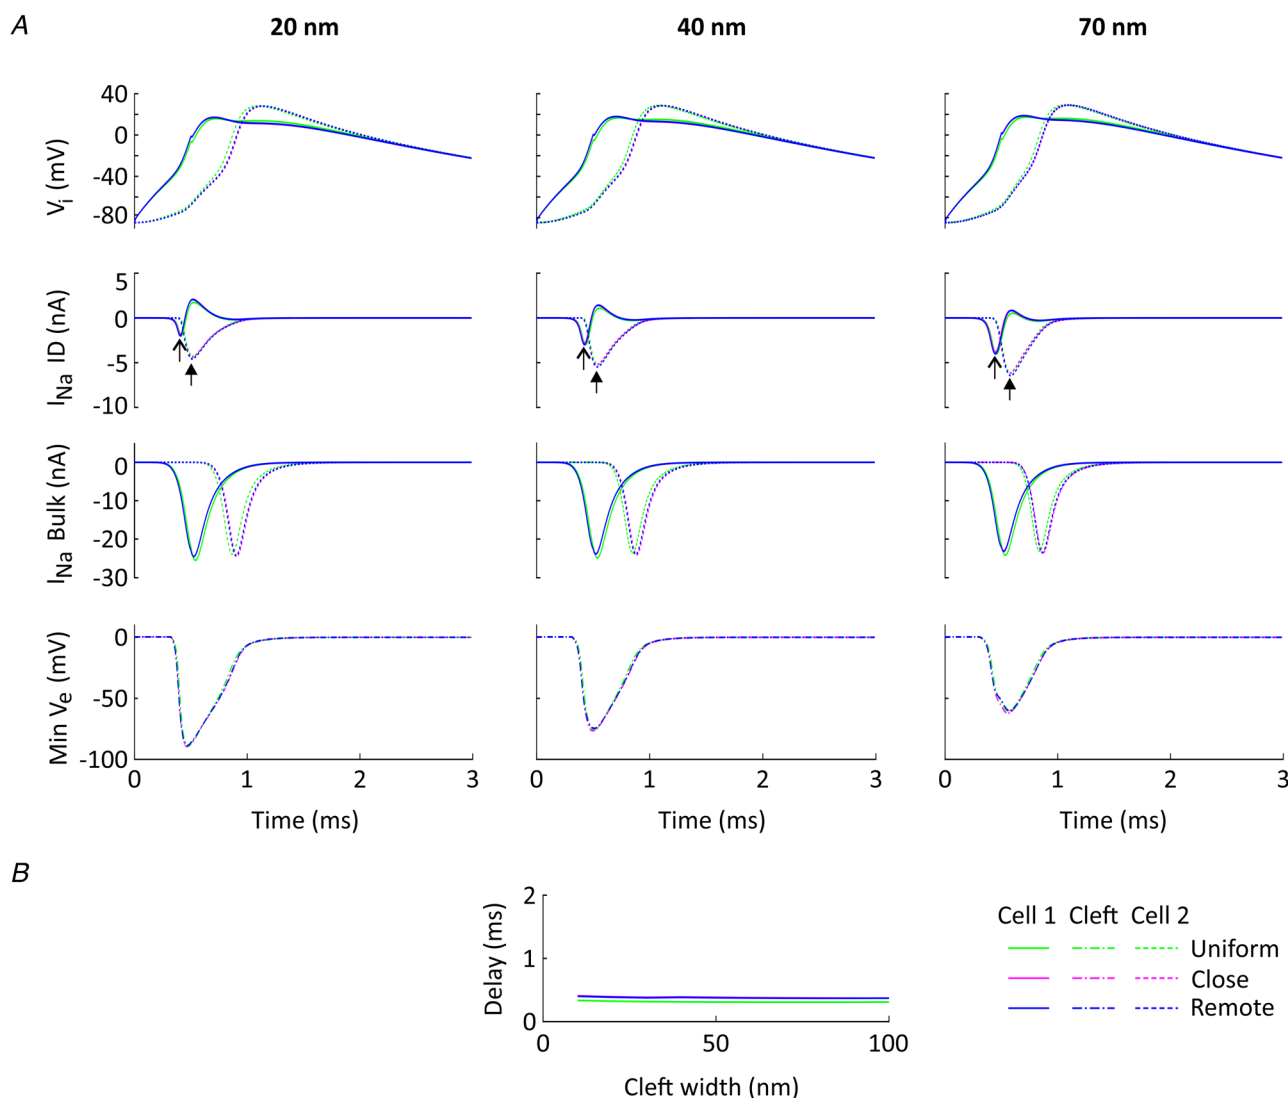 A
20 nm 40 nm 70 nm
40
0
-40
-80
Vi (mV)
5
0
-5
-10
INa ID (nA)
0
-10
-20
-30
INa Bulk (nA)
0
-50
-100
Min Ve (mV)
0 1 2 3 0 1 2 3 0 1 2 3
Time (ms) Time (ms) Time (ms)
B
2
1
0
Delay (ms)
0 50 100
Cleft width (nm)
Cell 1 Cleft Cell 2
Uniform
Close
Remote